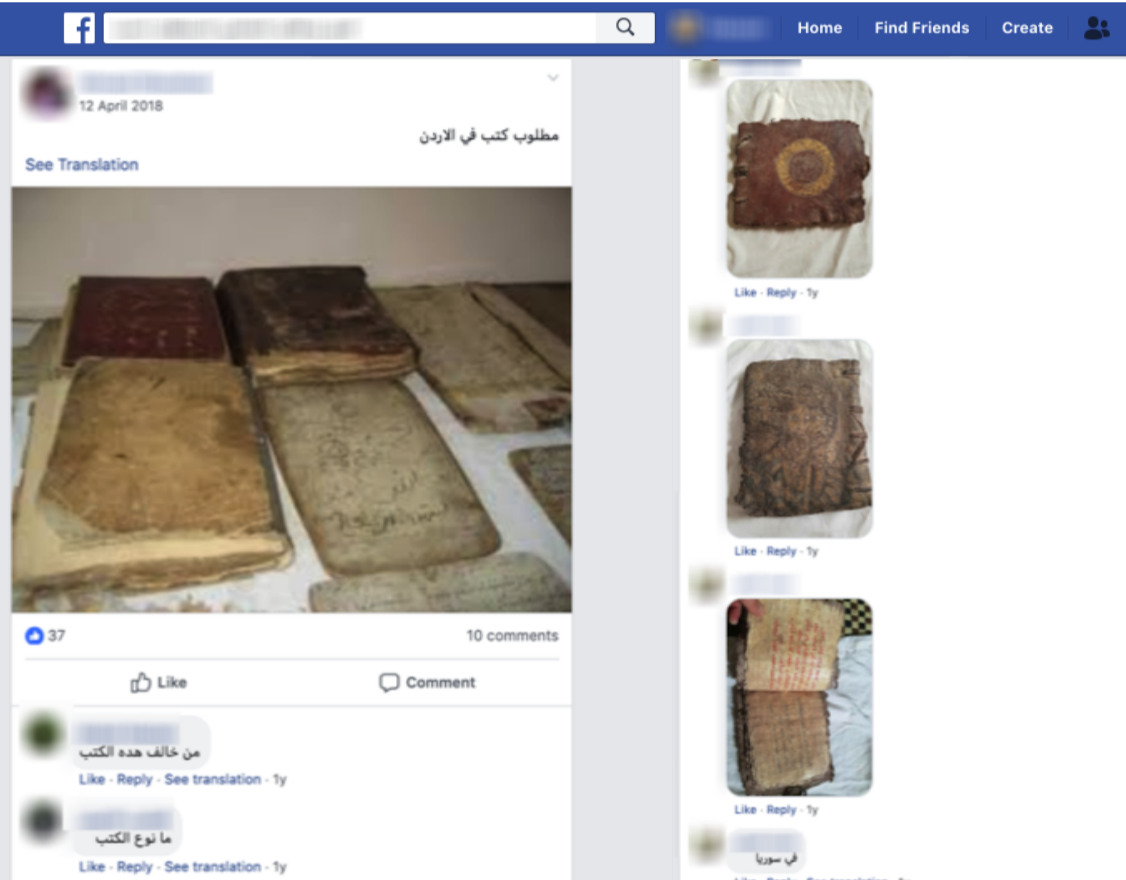 f
Home
Find Friends
Create
12 April 2018
مطلوب كتب في الاردن
See Translation
37
10 comments
Like
Comment
من خالف هده الكتب
Like · Reply · See translation · 1y
ما نوع الكتب
Like · Reply · See translation · 1y
Like · Reply · 1y
Like · Reply · 1y
Like · Reply · 1y
في سوريا